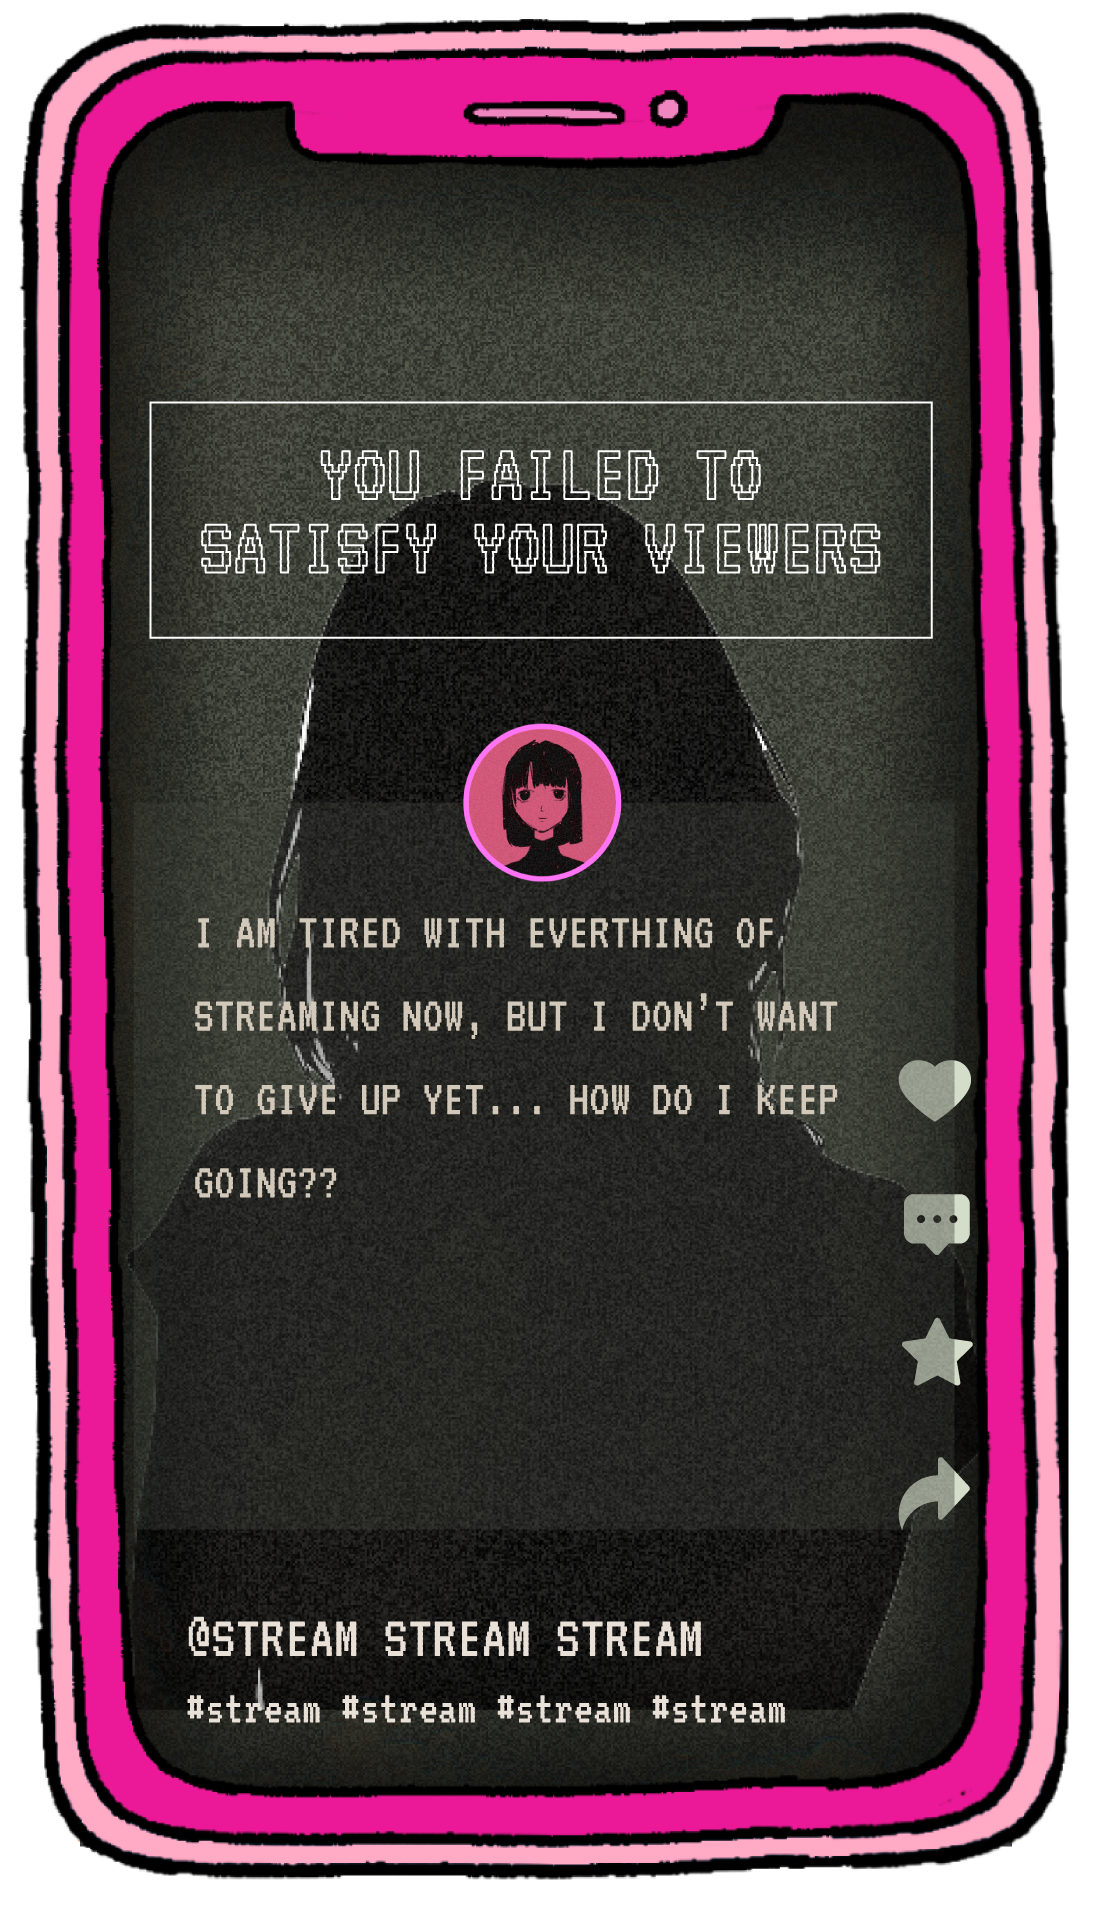 YOU FAILED TO
SATISFY YOUR VIEWERS
I AM TIRED WITH EVERTHING OF
STREAMING NOW, BUT I DON'T WANT
TO GIVE UP YET... HOW DO I KEEP
GOING??
@STREAM STREAM STREAM
#stream #stream #stream #stream